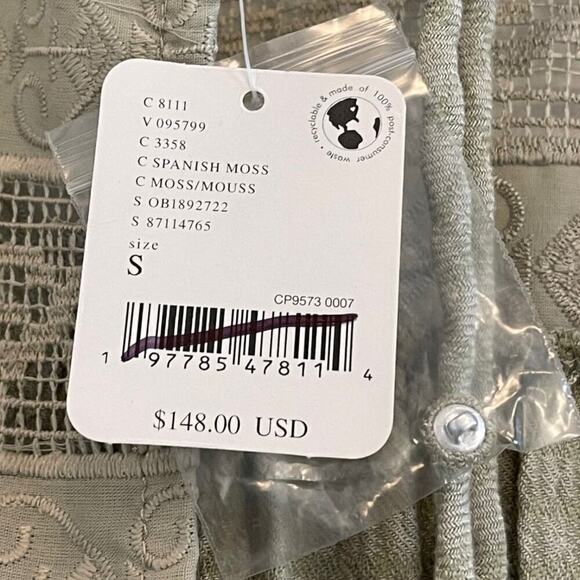 C 8111
V 095799
C 3358
C SPANISH MOSS
C MOSS/MOUSS
S OB1892722
S 87114765
size
S
recyclable & made of 100% post-consumer waste •
CP9573 0007
1 97785 47811 4
$148.00 USD